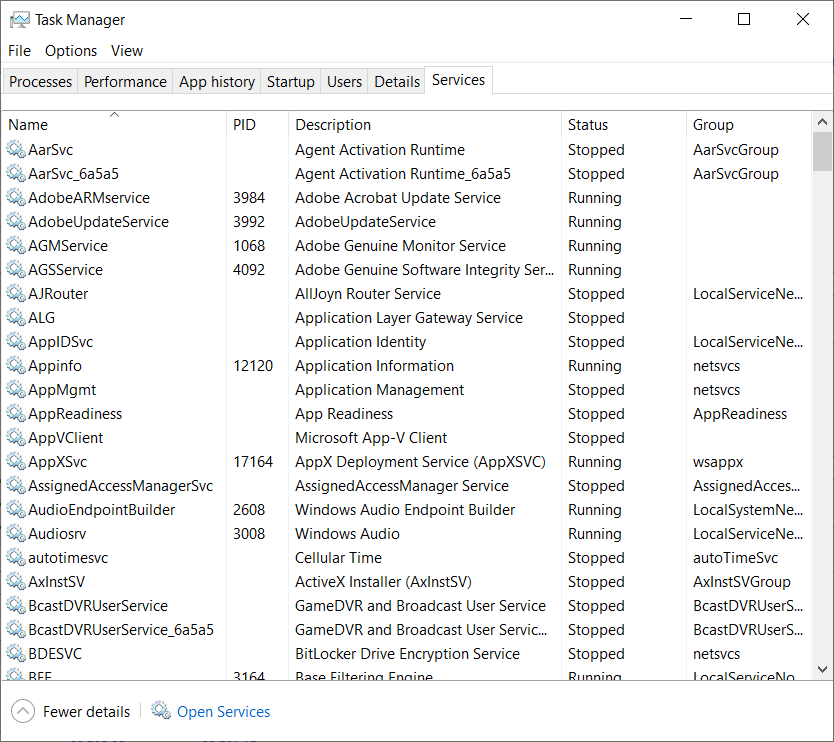 Task Manager
File Options View
Processes Performance App history Startup Users Details Services
Name PID Description Status Group
AarSvc Agent Activation Runtime Stopped AarSvcGroup
AarSvc_6a5a5 Agent Activation Runtime_6a5a5 Stopped AarSvcGroup
AdobeARMservice 3984 Adobe Acrobat Update Service Running
AdobeUpdateService 3992 AdobeUpdateService Running
AGMService 1068 Adobe Genuine Monitor Service Running
AGSService 4092 Adobe Genuine Software Integrity Ser... Running
AJRouter AllJoyn Router Service Stopped LocalServiceNe...
ALG Application Layer Gateway Service Stopped
AppIDSvc Application Identity Stopped LocalServiceNe...
Appinfo 12120 Application Information Running netsvcs
AppMgmt Application Management Stopped netsvcs
AppReadiness App Readiness Stopped AppReadiness
AppVClient Microsoft App-V Client Stopped
AppXSvc 17164 AppX Deployment Service (AppXSVC) Running wsappx
AssignedAccessManagerSvc AssignedAccessManager Service Stopped AssignedAcces...
AudioEndpointBuilder 2608 Windows Audio Endpoint Builder Running LocalSystemNe...
Audiosrv 3008 Windows Audio Running LocalServiceNe...
autotimesvc Cellular Time Stopped autoTimeSvc
AxInstSV ActiveX Installer (AxInstSV) Stopped AxInstSVGroup
BcastDVRUserService GameDVR and Broadcast User Service Stopped BcastDVRUserS...
BcastDVRUserService_6a5a5 GameDVR and Broadcast User Servic... Stopped BcastDVRUserS...
BDESVC BitLocker Drive Encryption Service Stopped netsvcs
BFE 3164 Base Filtering Engine Running LocalServiceNo...
Fewer details Open Services